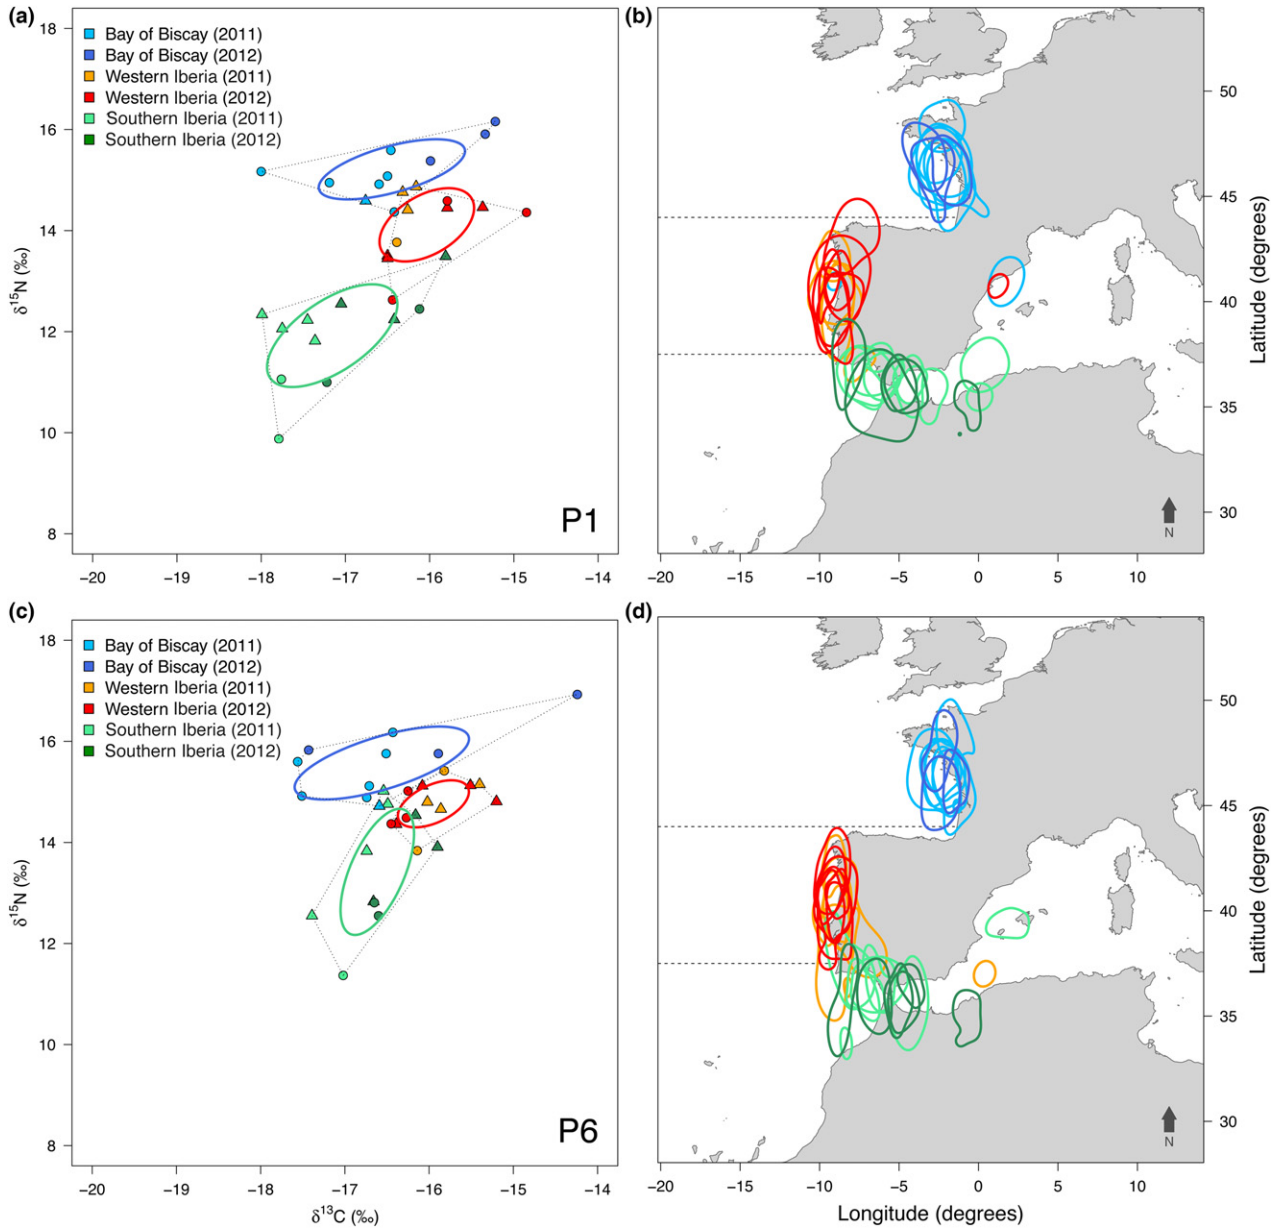 (a)
18
16
14
12
10
8
δ¹⁵N (‰)
Bay of Biscay (2011)
Bay of Biscay (2012)
Western Iberia (2011)
Western Iberia (2012)
Southern Iberia (2011)
Southern Iberia (2012)
P1
−20 −19 −18 −17 −16 −15 −14
(b)
50
45
40
35
30
Latitude (degrees)
N
−20 −15 −10 −5 0 5 10
(c)
18
16
14
12
10
8
δ¹⁵N (‰)
Bay of Biscay (2011)
Bay of Biscay (2012)
Western Iberia (2011)
Western Iberia (2012)
Southern Iberia (2011)
Southern Iberia (2012)
P6
−20 −19 −18 −17 −16 −15 −14
δ¹³C (‰)
(d)
50
45
40
35
30
Latitude (degrees)
N
−20 −15 −10 −5 0 5 10
Longitude (degrees)